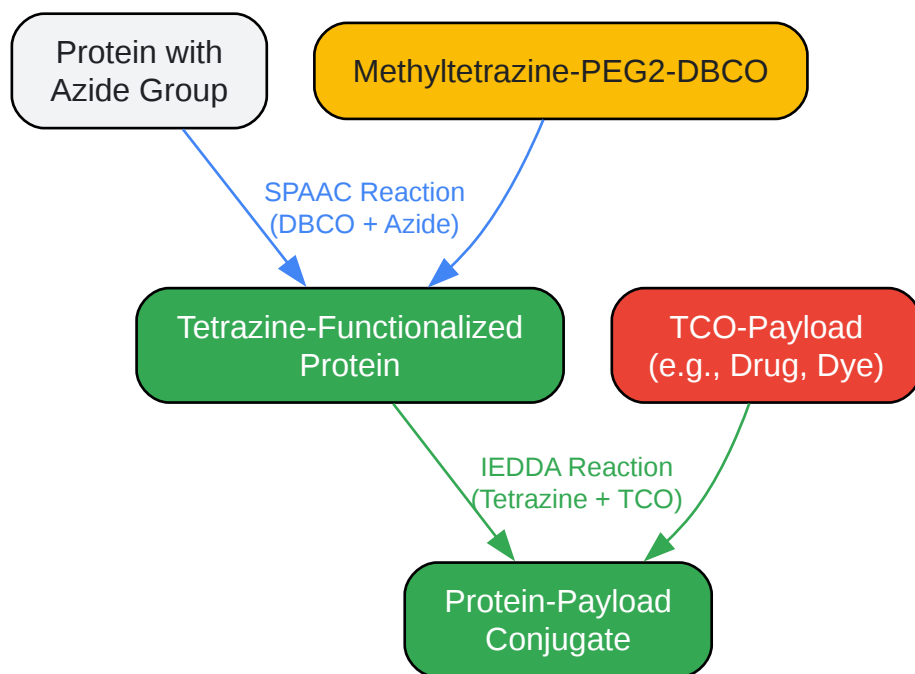 Protein with
Azide Group
Methyltetrazine-PEG2-DBCO
SPAAC Reaction
(DBCO + Azide)
Tetrazine-Functionalized
Protein
TCO-Payload
(e.g., Drug, Dye)
IEDDA Reaction
(Tetrazine + TCO)
Protein-Payload
Conjugate